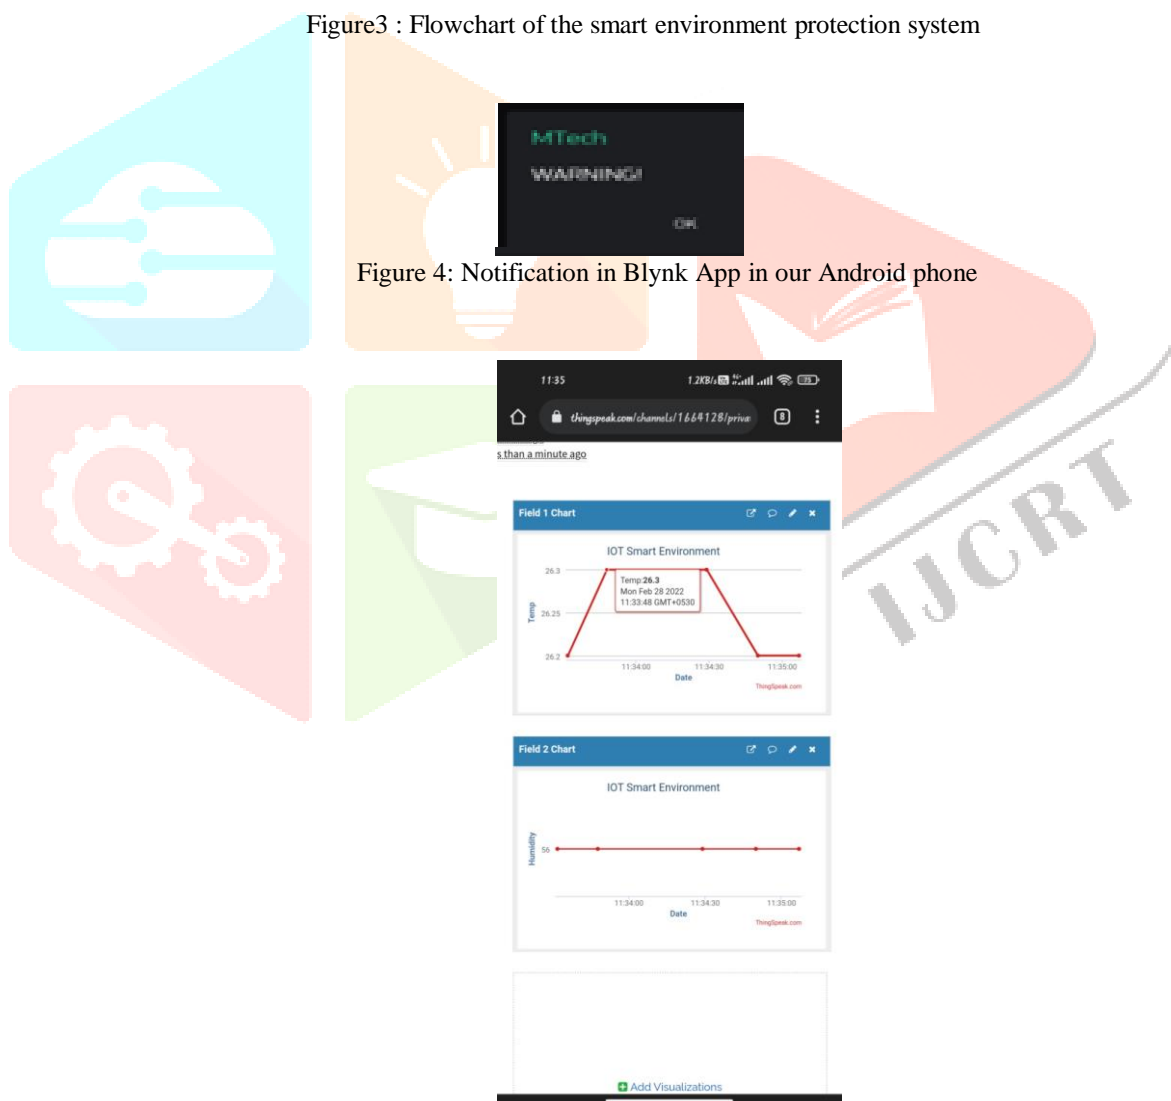 Figure3 : Flowchart of the smart environment protection system
MTech
WARNING!
OK
Figure 4: Notification in Blynk App in our Android phone
11:35
1.2KB/s
75
thingspeak.com/channels/1664128/priva
8
s than a minute ago
Field 1 Chart
IOT Smart Environment
26.3
26.25
26.2
Temp
Temp:26.3
Mon Feb 28 2022
11:33:48 GMT+0530
11:34:00
11:34:30
11:35:00
Date
ThingSpeak.com
Field 2 Chart
IOT Smart Environment
Humidity
56
11:34:00
11:34:30
11:35:00
Date
ThingSpeak.com
Add Visualizations
IJCRT